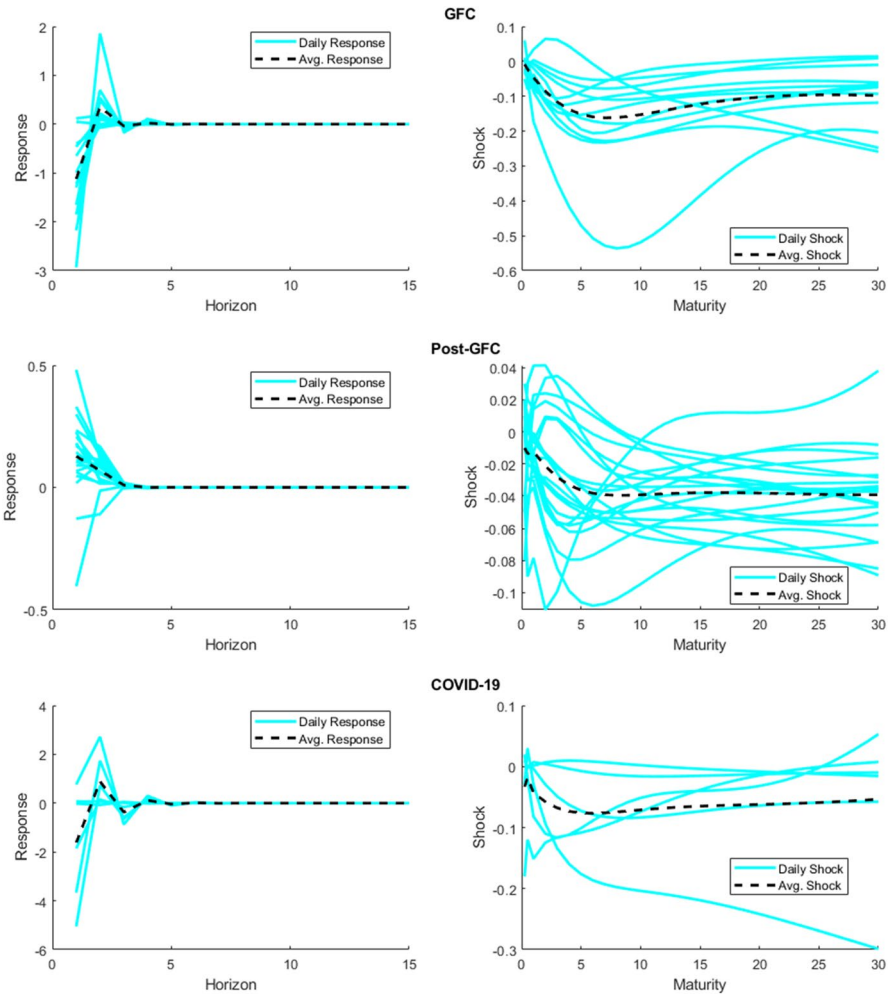 GFC
2
1
0
-1
-2
-3
Response
0
5
10
15
Horizon
Daily Response
Avg. Response
0.1
0
-0.1
-0.2
-0.3
-0.4
-0.5
-0.6
Shock
0
5
10
15
20
25
30
Maturity
Daily Shock
Avg. Shock
Post-GFC
0.5
0
-0.5
Response
0
5
10
15
Horizon
Daily Response
Avg. Response
0.04
0.02
0
-0.02
-0.04
-0.06
-0.08
-0.1
Shock
0
5
10
15
20
25
30
Maturity
Daily Shock
Avg. Shock
COVID-19
4
2
0
-2
-4
-6
Response
0
5
10
15
Horizon
Daily Response
Avg. Response
0.1
0
-0.1
-0.2
-0.3
Shock
0
5
10
15
20
25
30
Maturity
Daily Shock
Avg. Shock